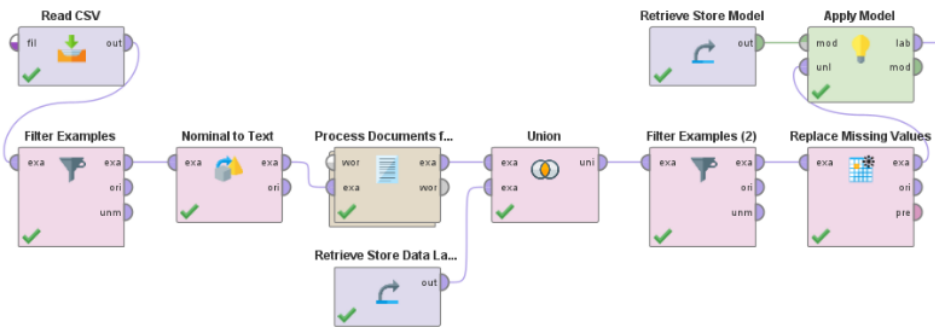 Read CSV
fil out
Retrieve Store Model
out
Apply Model
mod lab
unl mod
Filter Examples
exa exa
ori
unm
Nominal to Text
exa exa
ori
Process Documents f...
wor exa
exa wor
Union
exa uni
exa
Filter Examples (2)
exa exa
ori
unm
Replace Missing Values
exa exa
ori
pre
Retrieve Store Data La...
out